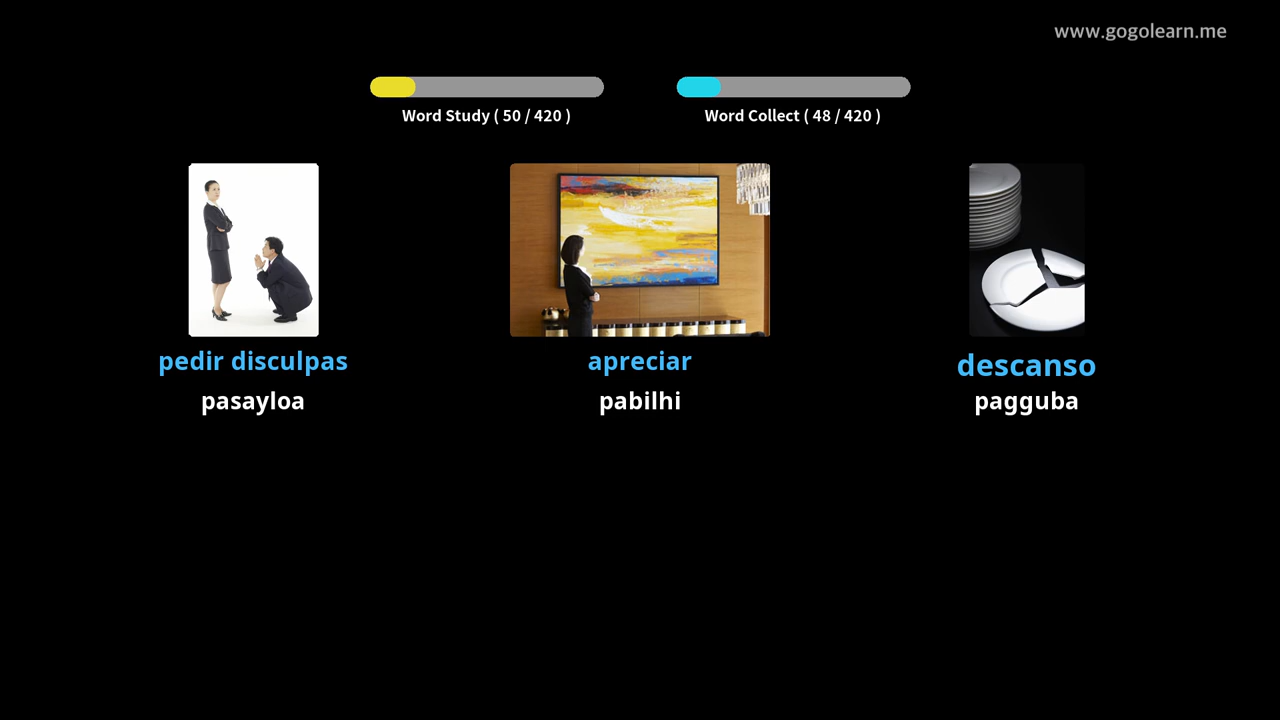 www.gogolearn.me
Word Study ( 50 / 420 )
Word Collect ( 48 / 420 )
pedir disculpas
pasayloa
apreciar
pabilhi
descanso
pagguba